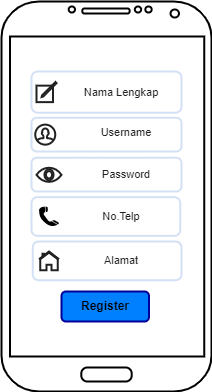 Nama Lengkap
Username
Password
No.Telp
Alamat
Register